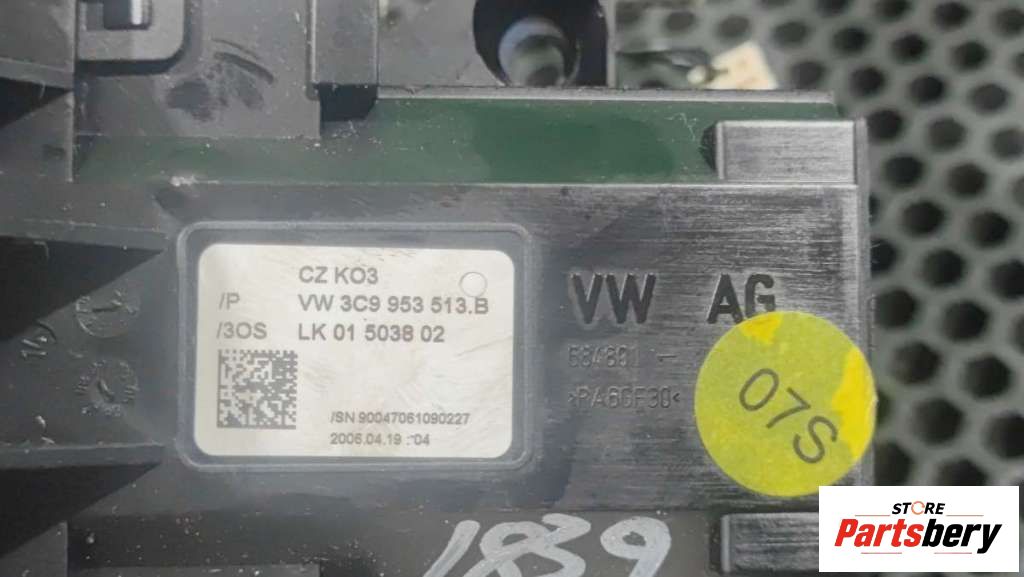 CZ KO3
/P VW 3C9 953 513.B
/3OS LK 01 5038 02
/SN 90047061090227
2006.04.19
VW AG
>PA6GF30<
07S
1839
STORE
Partsbery